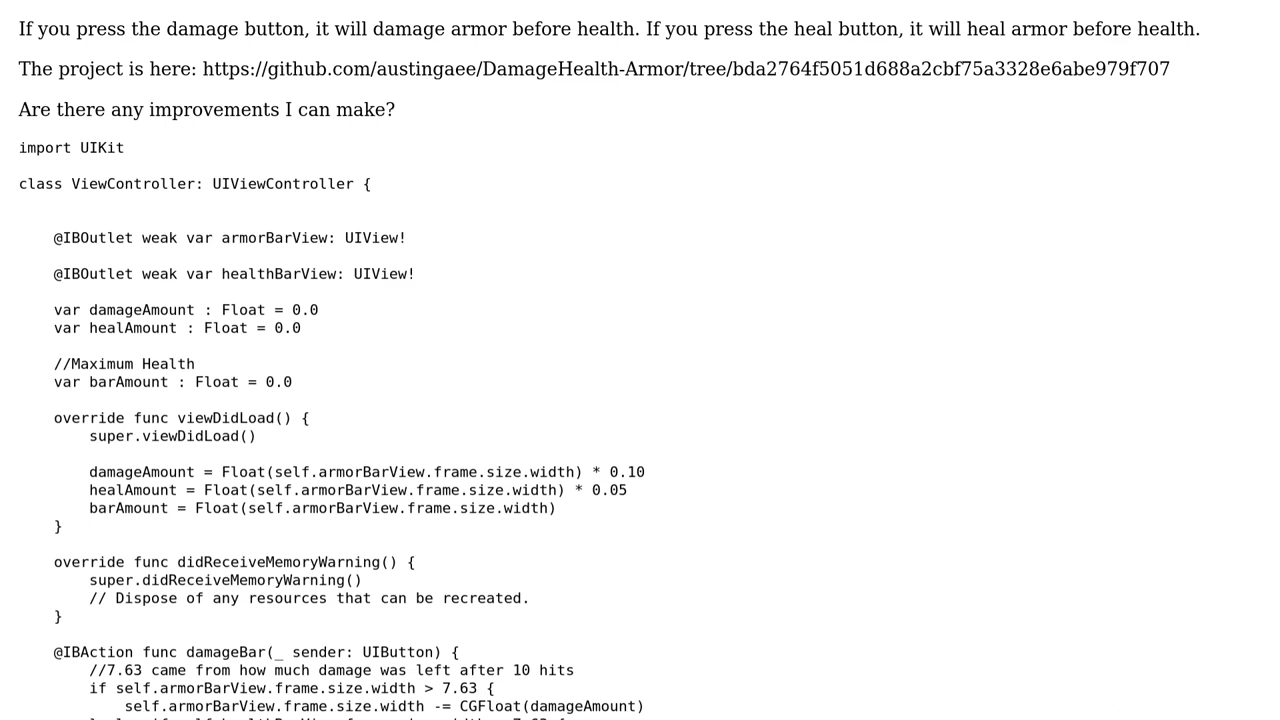 If you press the damage button, it will damage armor before health. If you press the heal button, it will heal armor before health.
The project is here: https://github.com/austingaee/DamageHealth-Armor/tree/bda2764f5051d688a2cbf75a3328e6abe979f707
Are there any improvements I can make?
import UIKit
class ViewController: UIViewController {
@IBOutlet weak var armorBarView: UIView!
@IBOutlet weak var healthBarView: UIView!
var damageAmount : Float = 0.0
var healAmount : Float = 0.0
//Maximum Health
var barAmount : Float = 0.0
override func viewDidLoad() {
super.viewDidLoad()
damageAmount = Float(self.armorBarView.frame.size.width) * 0.10
healAmount = Float(self.armorBarView.frame.size.width) * 0.05
barAmount = Float(self.armorBarView.frame.size.width)
}
override func didReceiveMemoryWarning() {
super.didReceiveMemoryWarning()
// Dispose of any resources that can be recreated.
}
@IBAction func damageBar(_ sender: UIButton) {
//7.63 came from how much damage was left after 10 hits
if self.armorBarView.frame.size.width > 7.63 {
self.armorBarView.frame.size.width -= CGFloat(damageAmount)